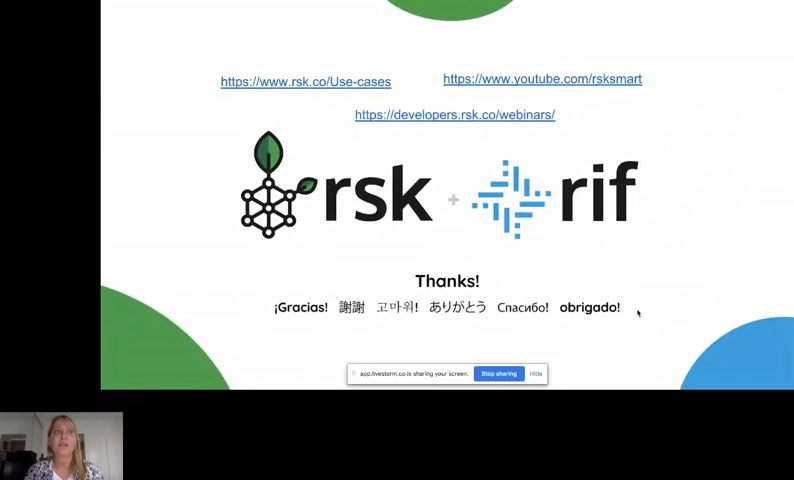 https://www.rsk.co/Use-cases https://www.youtube.com/rsksmart
https://developers.rsk.co/webinars/
rsk + rif
Thanks!
¡Gracias! 謝謝 고마워! ありがとう Спасибо! obrigado!
app.livestorm.co is sharing your screen. Stop sharing Hide